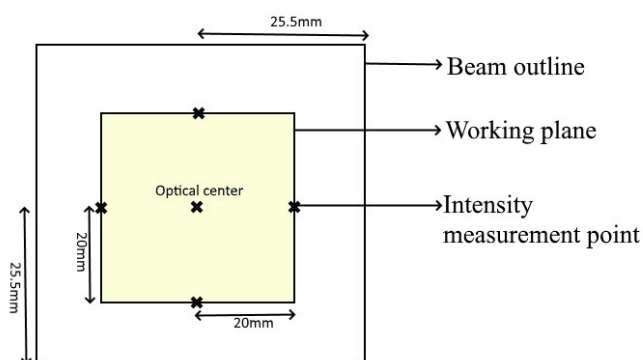 25.5mm
Beam outline
Working plane
Optical center
Intensity
measurement point
20mm
25.5mm
20mm